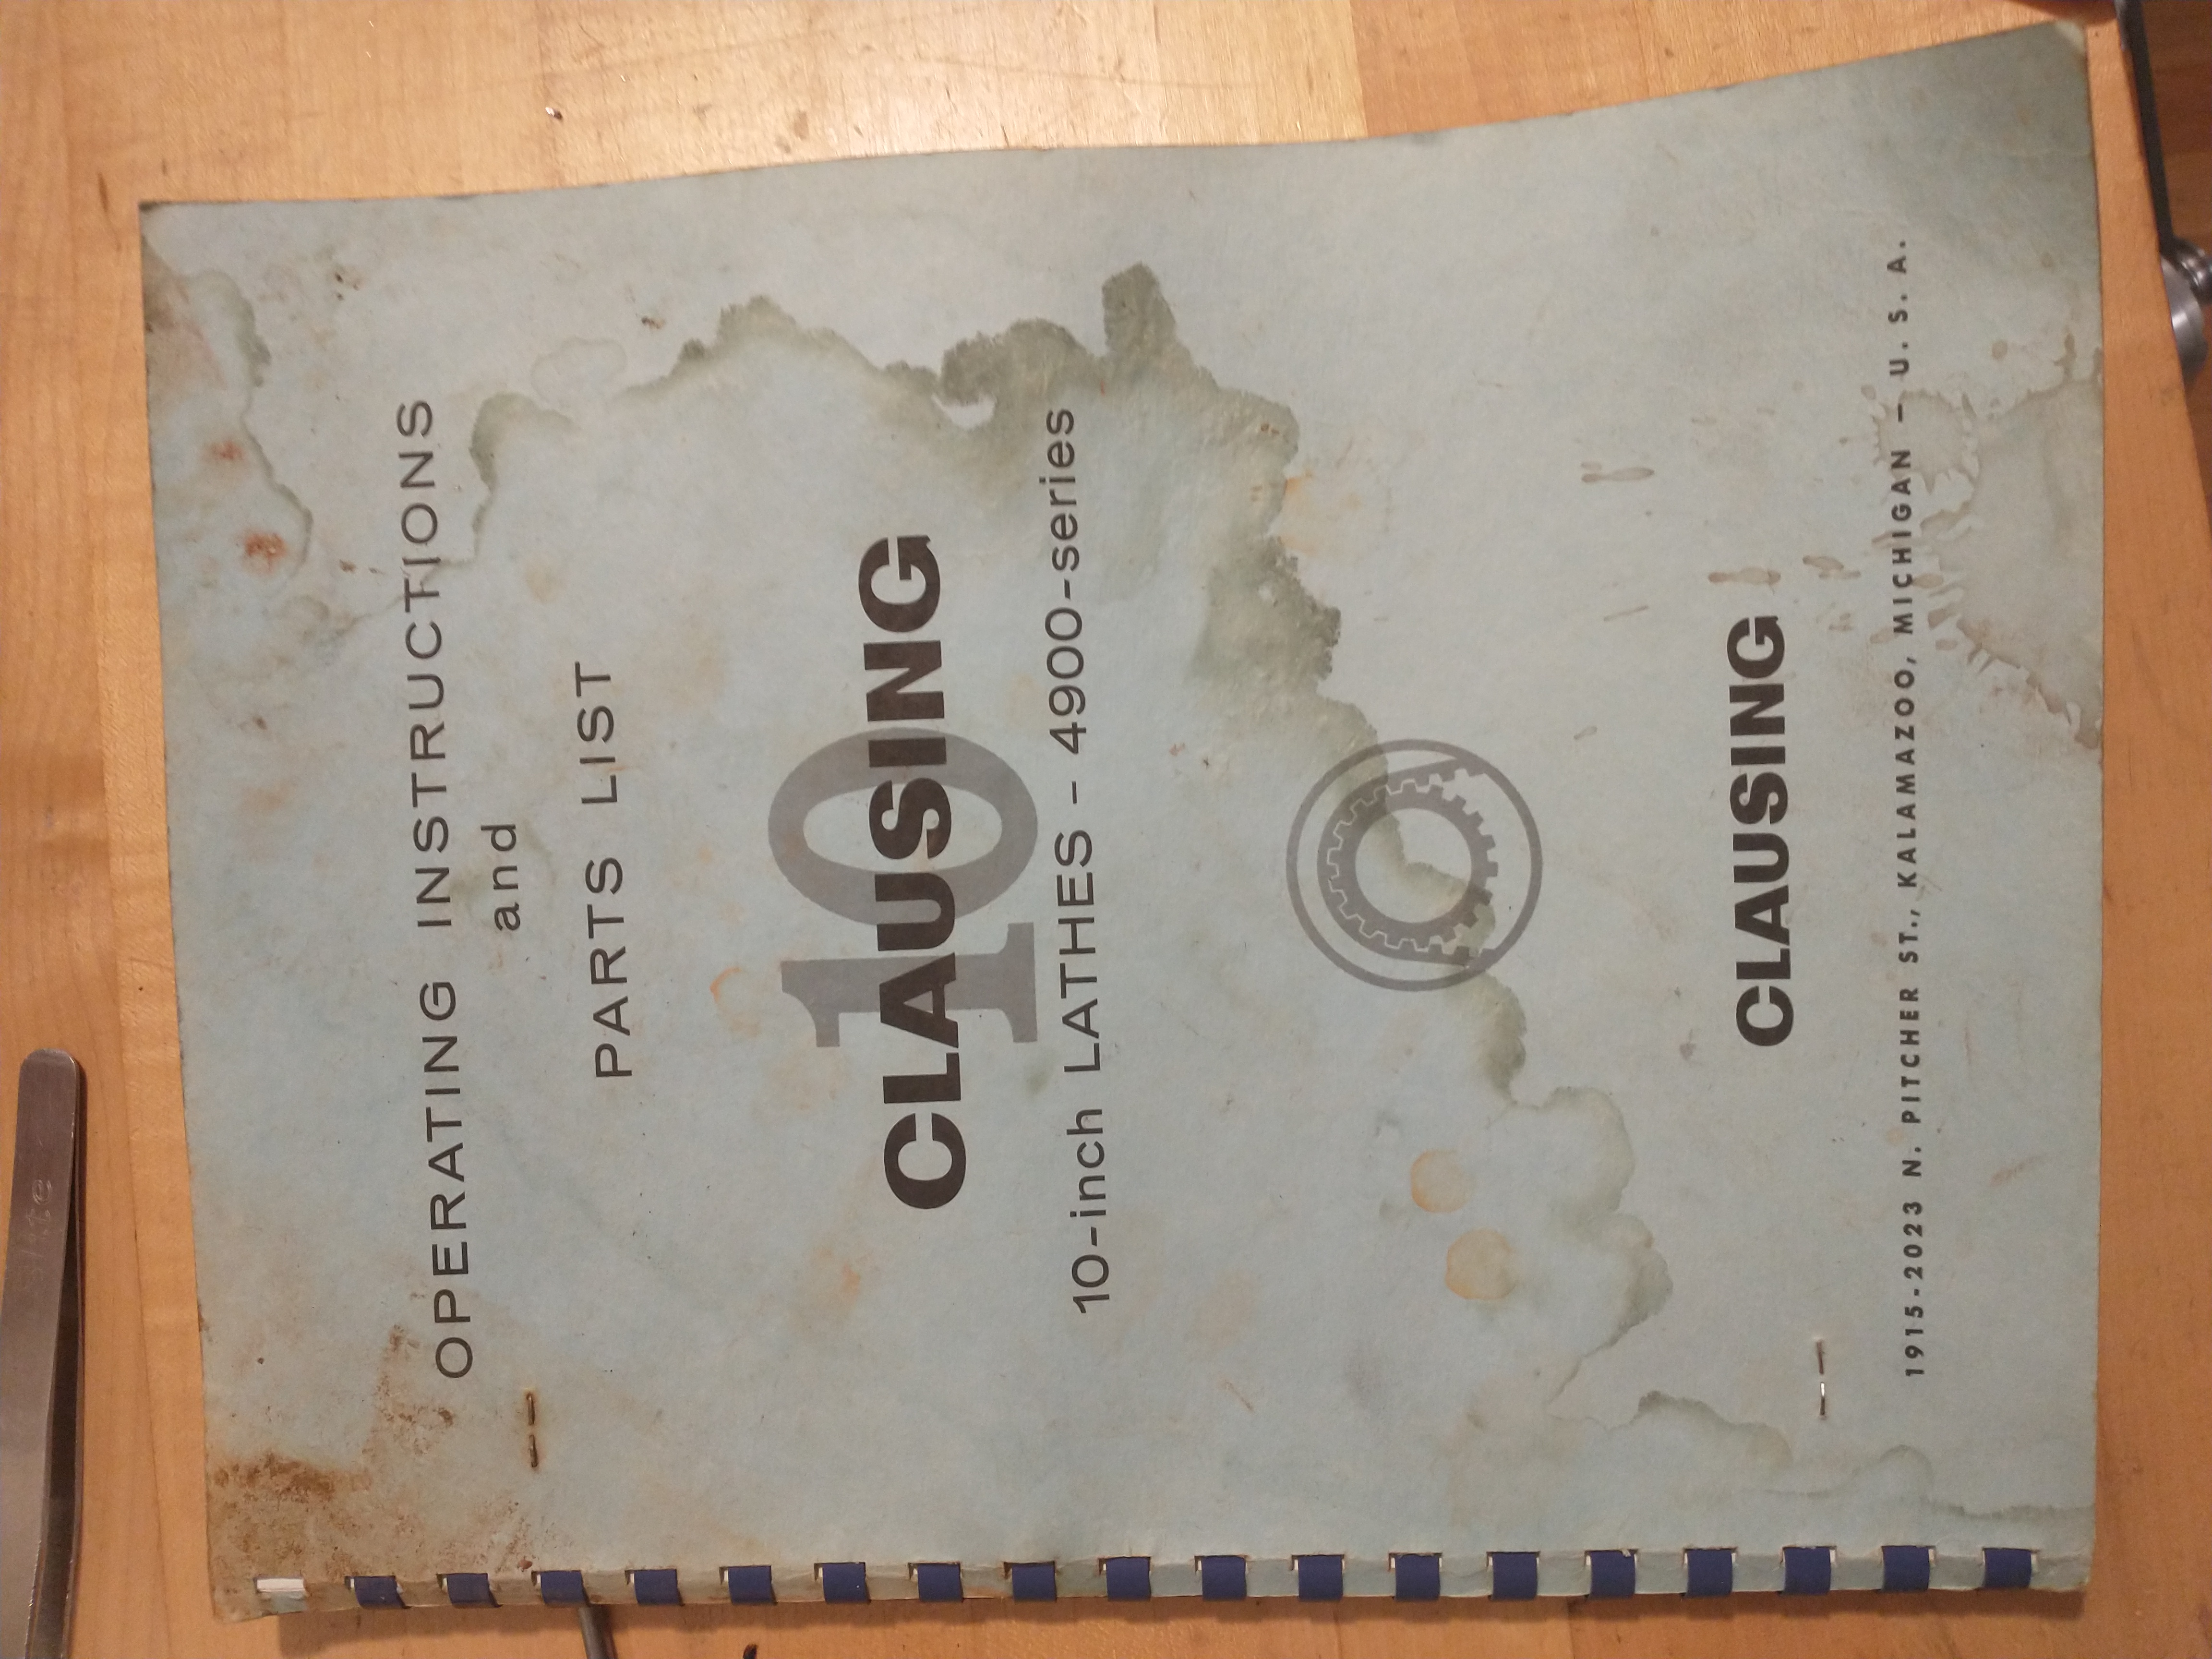 OPERATING INSTRUCTIONS
and
PARTS LIST
10
CLAUSING
10-inch LATHES - 4900-series
CLAUSING
1915-2023 N. PITCHER ST., KALAMAZOO, MICHIGAN - U. S. A.